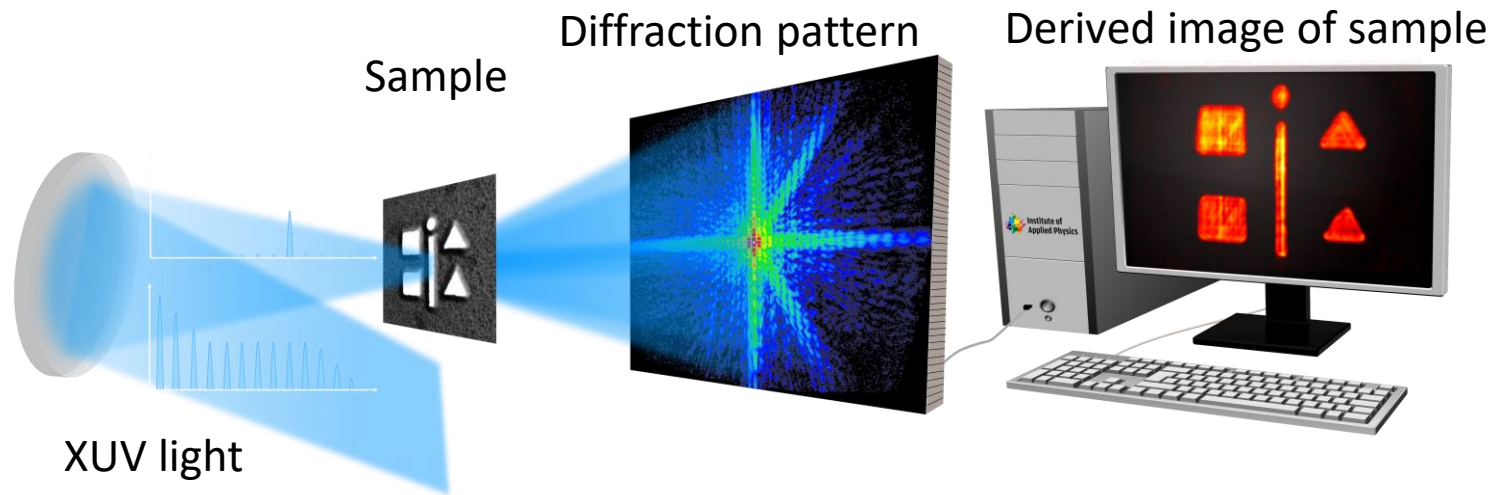 Diffraction pattern
Derived image of sample
Sample
Institute of
Applied Physics
XUV light